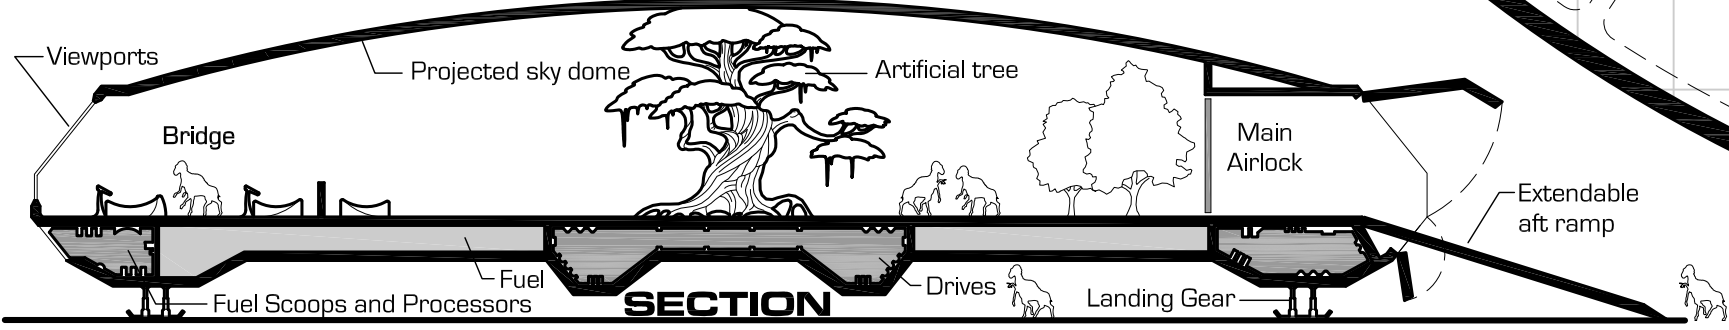 Viewports
Projected sky dome
Artificial tree
Bridge
Main
Airlock
Extendable
aft ramp
Fuel
Drives
Fuel Scoops and Processors
SECTION
Landing Gear